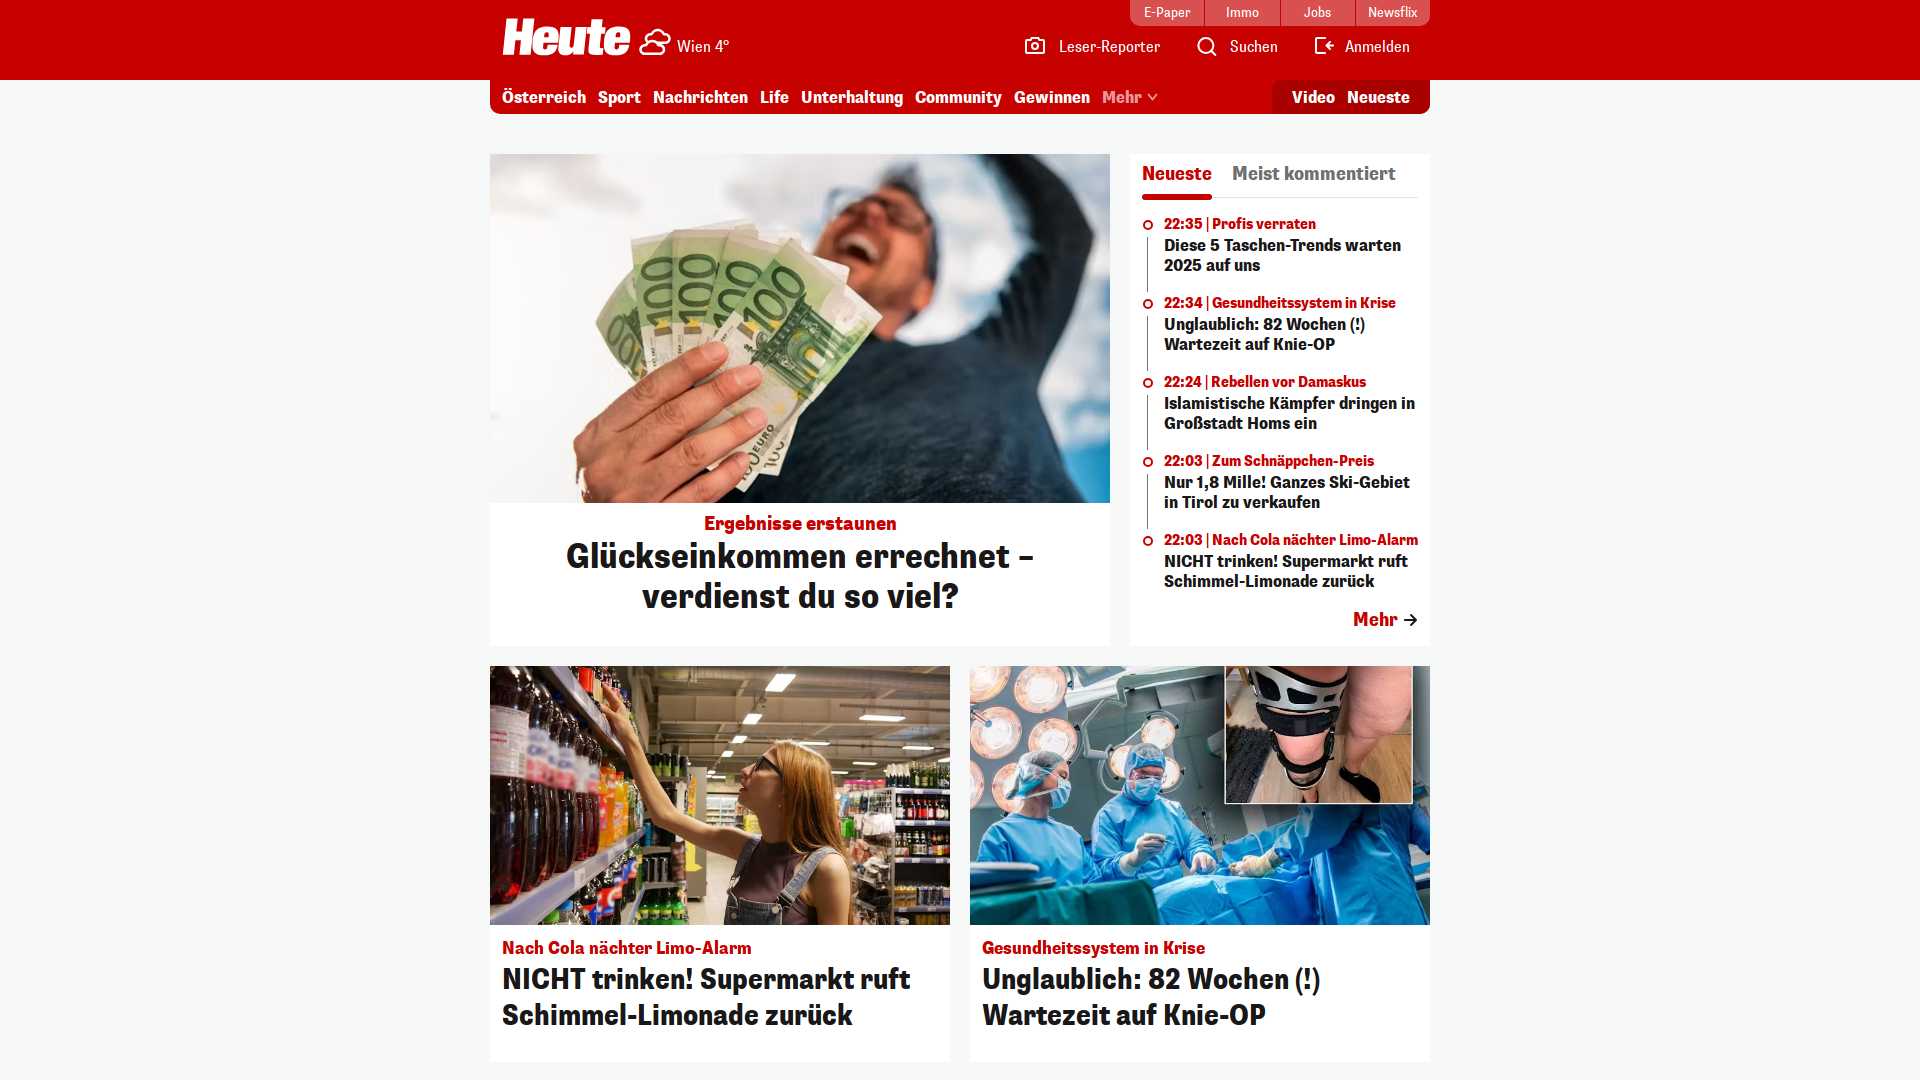 E-Paper
Immo
Jobs
Newsflix
Heute
Wien 4°
Leser-Reporter
Suchen
Anmelden
Österreich Sport Nachrichten Life Unterhaltung Community Gewinnen Mehr
Video Neueste
Ergebnisse erstaunen
Glückseinkommen errechnet –
verdienst du so viel?
Neueste Meist kommentiert
22:35 | Profis verraten
Diese 5 Taschen-Trends warten
2025 auf uns
22:34 | Gesundheitssystem in Krise
Unglaublich: 82 Wochen (!)
Wartezeit auf Knie-OP
22:24 | Rebellen vor Damaskus
Islamistische Kämpfer dringen in
Großstadt Homs ein
22:03 | Zum Schnäppchen-Preis
Nur 1,8 Mille! Ganzes Ski-Gebiet
in Tirol zu verkaufen
22:03 | Nach Cola nächter Limo-Alarm
NICHT trinken! Supermarkt ruft
Schimmel-Limonade zurück
Mehr
100 100 100 100
EURO
Nach Cola nächter Limo-Alarm
NICHT trinken! Supermarkt ruft
Schimmel-Limonade zurück
Gesundheitssystem in Krise
Unglaublich: 82 Wochen (!)
Wartezeit auf Knie-OP